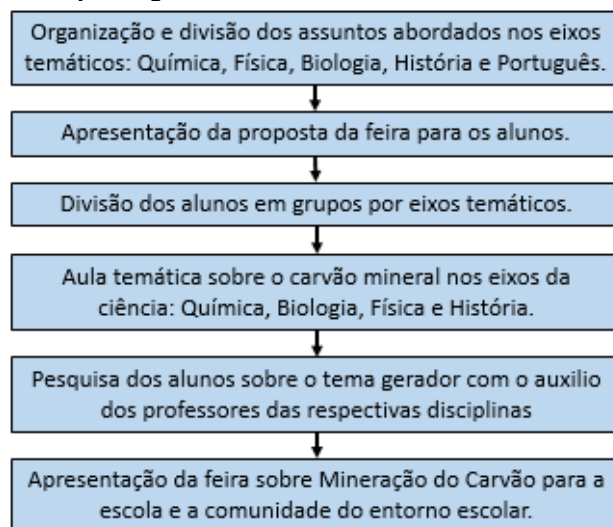 Organização e divisão dos assuntos abordados nos eixos
temáticos: Química, Física, Biologia, História e Português.
Apresentação da proposta da feira para os alunos.
Divisão dos alunos em grupos por eixos temáticos.
Aula temática sobre o carvão mineral nos eixos da
ciência: Química, Biologia, Física e História.
Pesquisa dos alunos sobre o tema gerador com o auxilio
dos professores das respectivas disciplinas
Apresentação da feira sobre Mineração do Carvão para a
escola e a comunidade do entorno escolar.